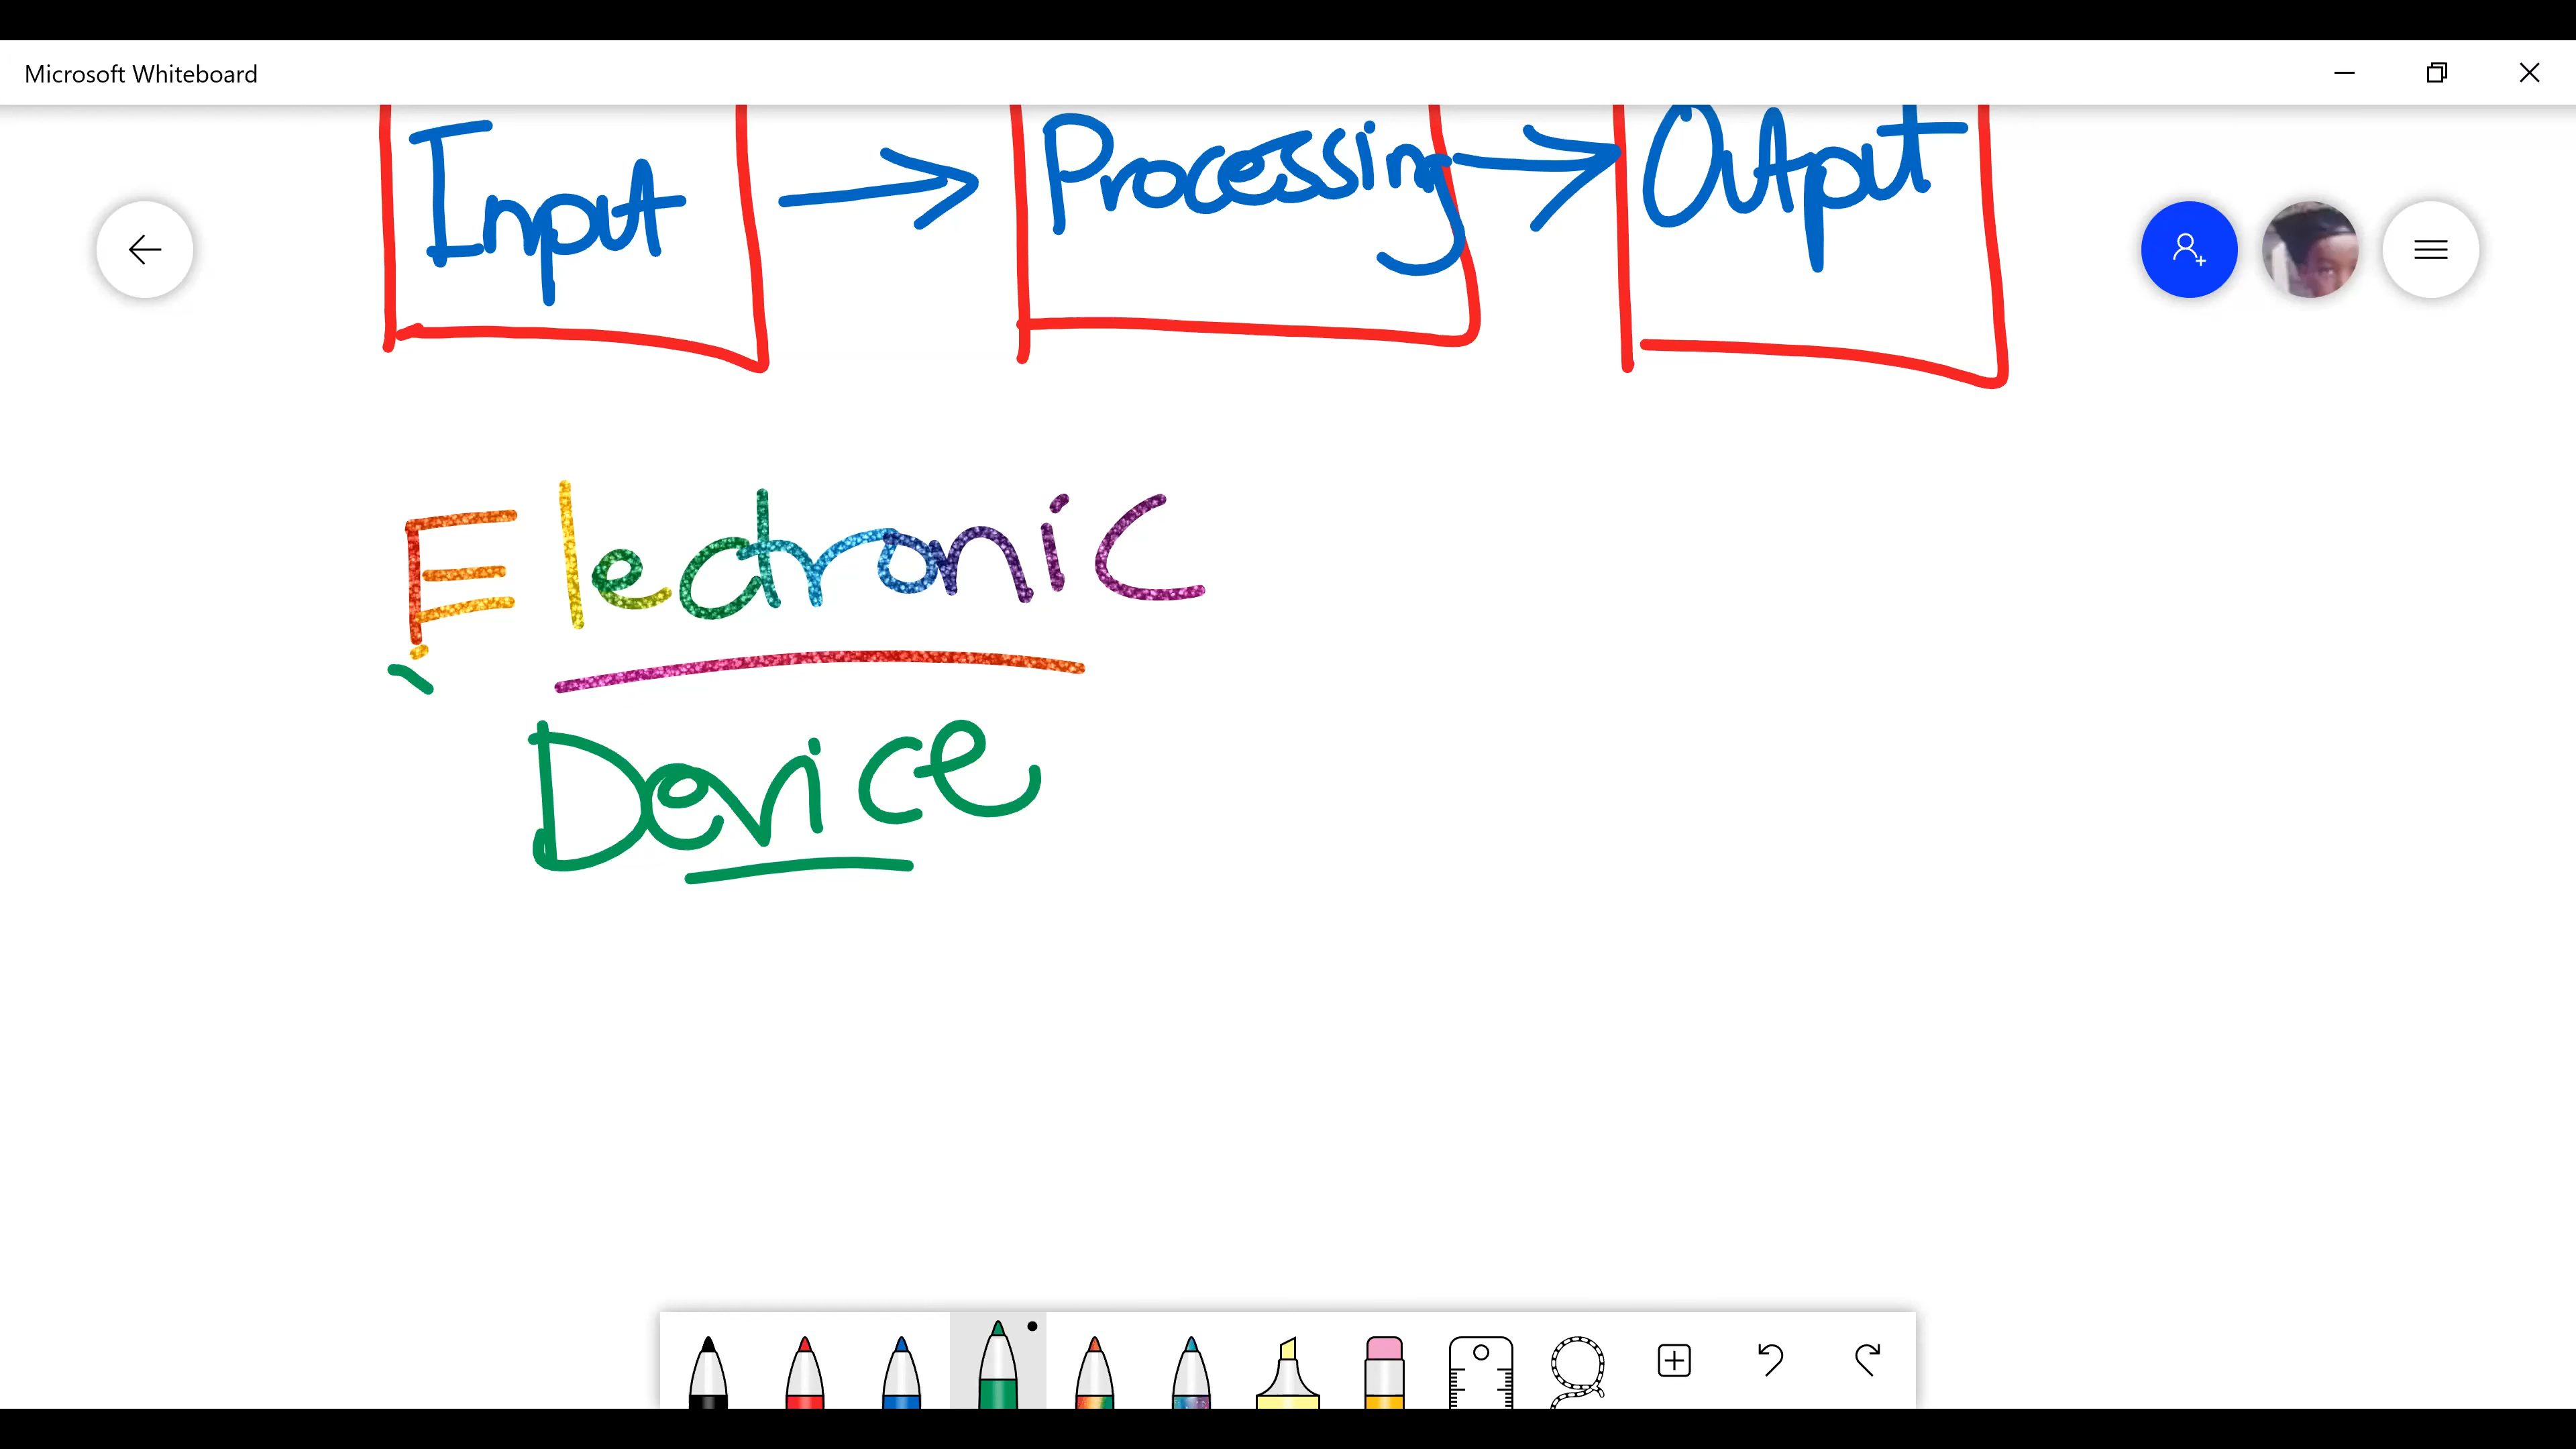 Microsoft Whiteboard
Input → Processing → Output
Electronic
Device